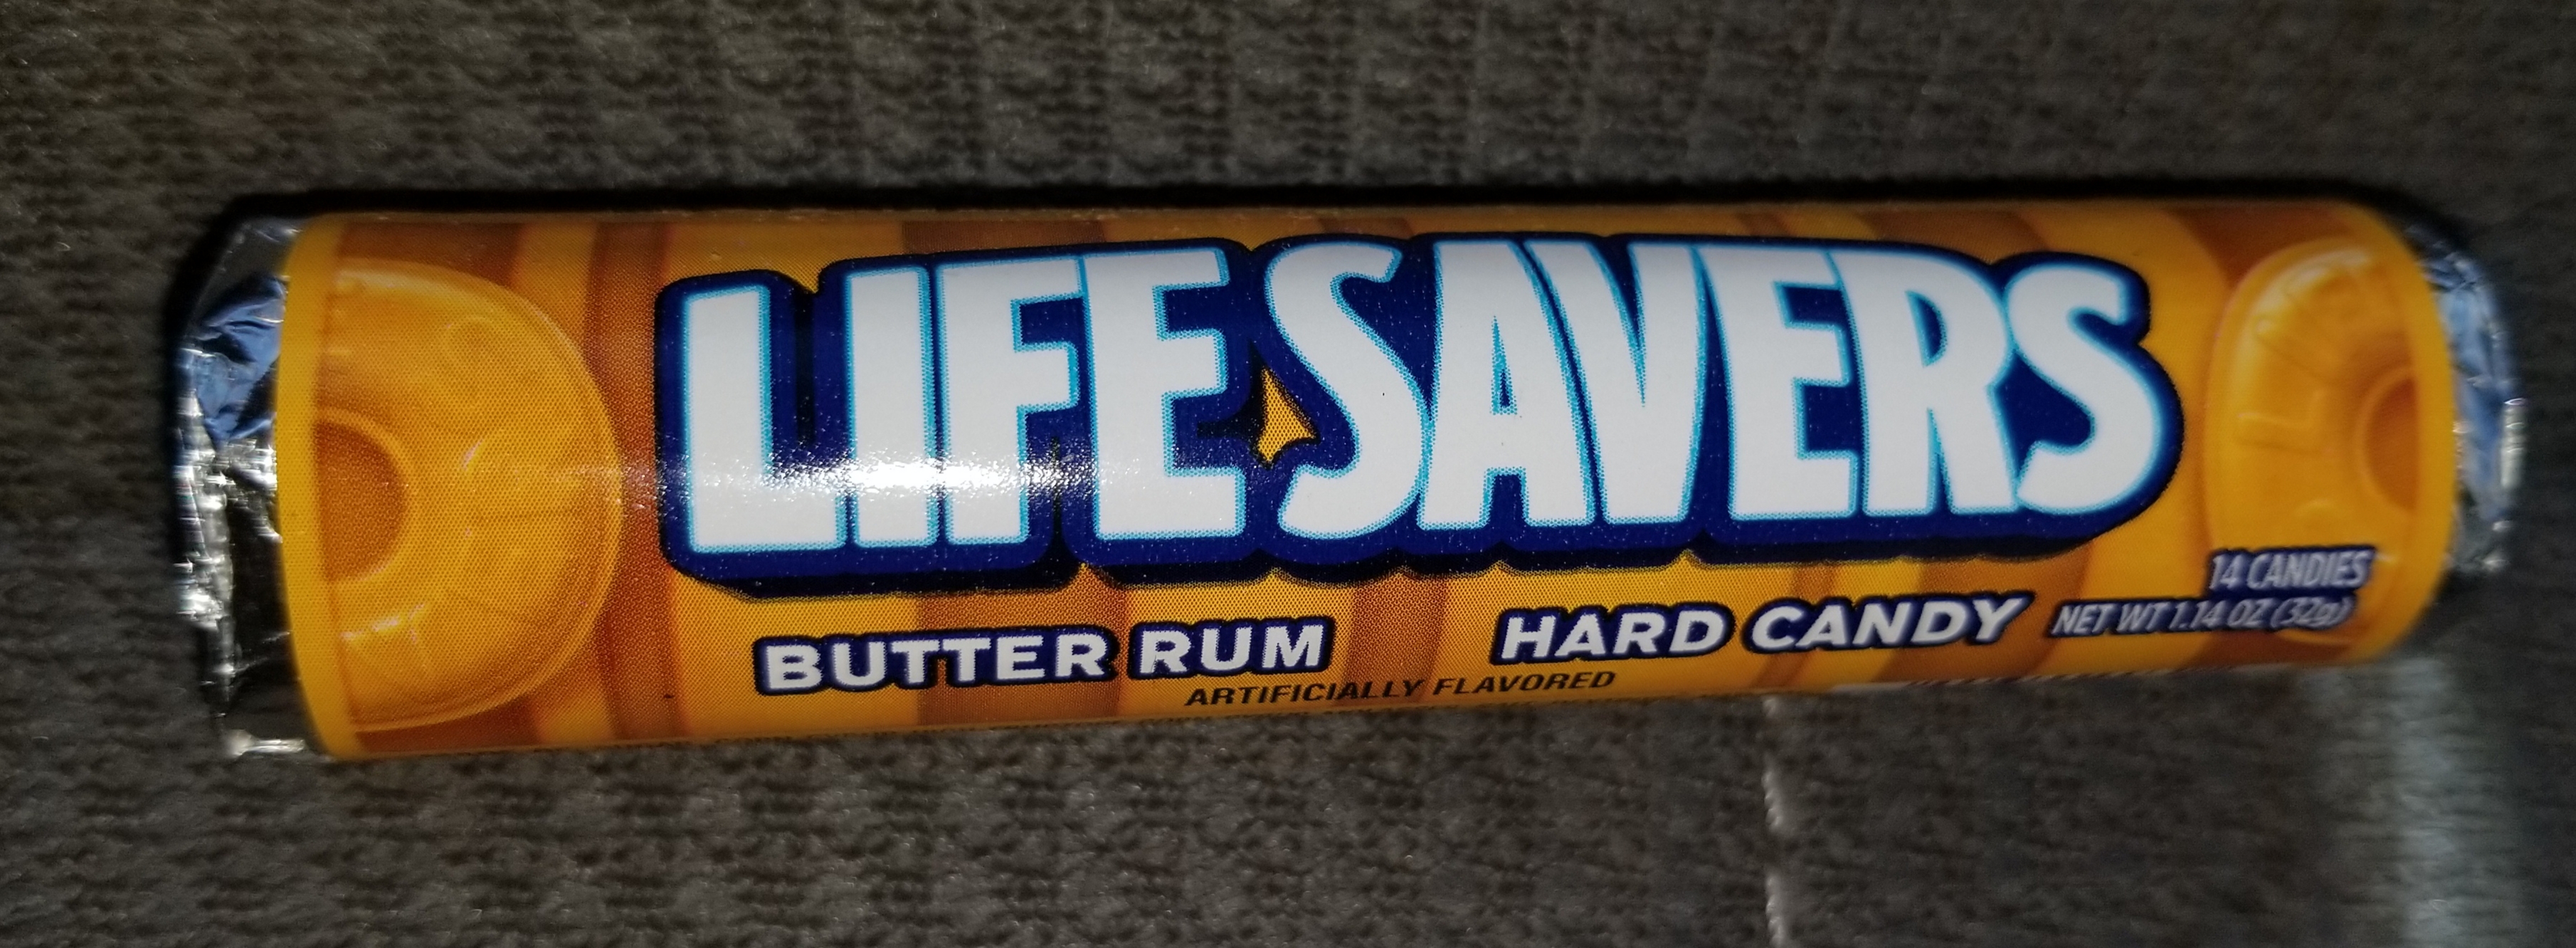 LIFE SAVERS
BUTTER RUM HARD CANDY
ARTIFICIALLY FLAVORED
14 CANDIES
NET WT 1.14 OZ (32g)